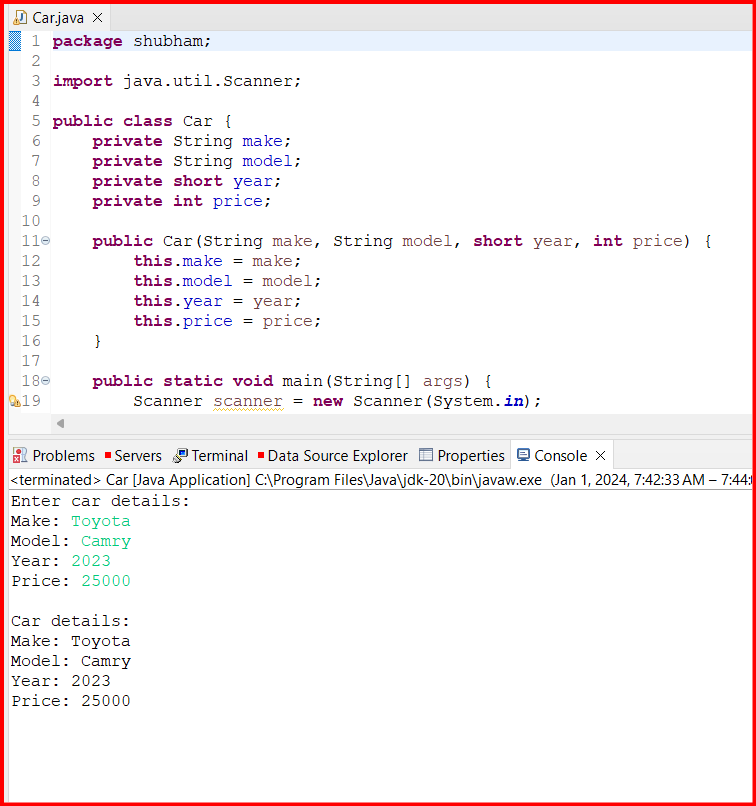 Car.java
1 package shubham;
2
3 import java.util.Scanner;
4
5 public class Car {
6     private String make;
7     private String model;
8     private short year;
9     private int price;
10
11     public Car(String make, String model, short year, int price) {
12         this.make = make;
13         this.model = model;
14         this.year = year;
15         this.price = price;
16     }
17
18     public static void main(String[] args) {
19         Scanner scanner = new Scanner(System.in);
Problems Servers Terminal Data Source Explorer Properties Console
<terminated> Car [Java Application] C:\Program Files\Java\jdk-20\bin\javaw.exe (Jan 1, 2024, 7:42:33 AM – 7:44:
Enter car details:
Make: Toyota
Model: Camry
Year: 2023
Price: 25000
Car details:
Make: Toyota
Model: Camry
Year: 2023
Price: 25000